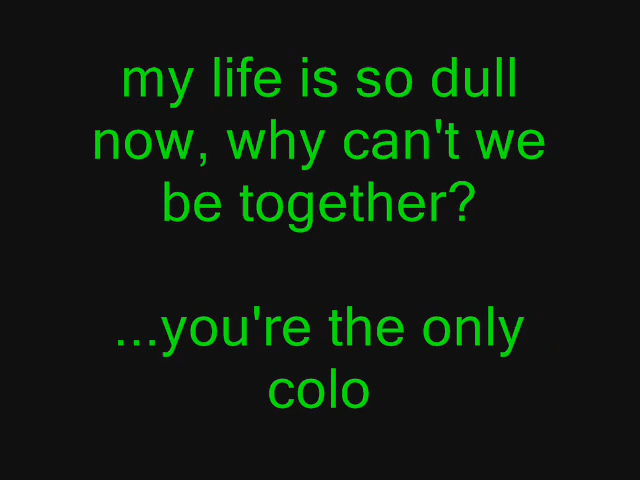 my life is so dull
now, why can't we
be together?
...you're the only
colo